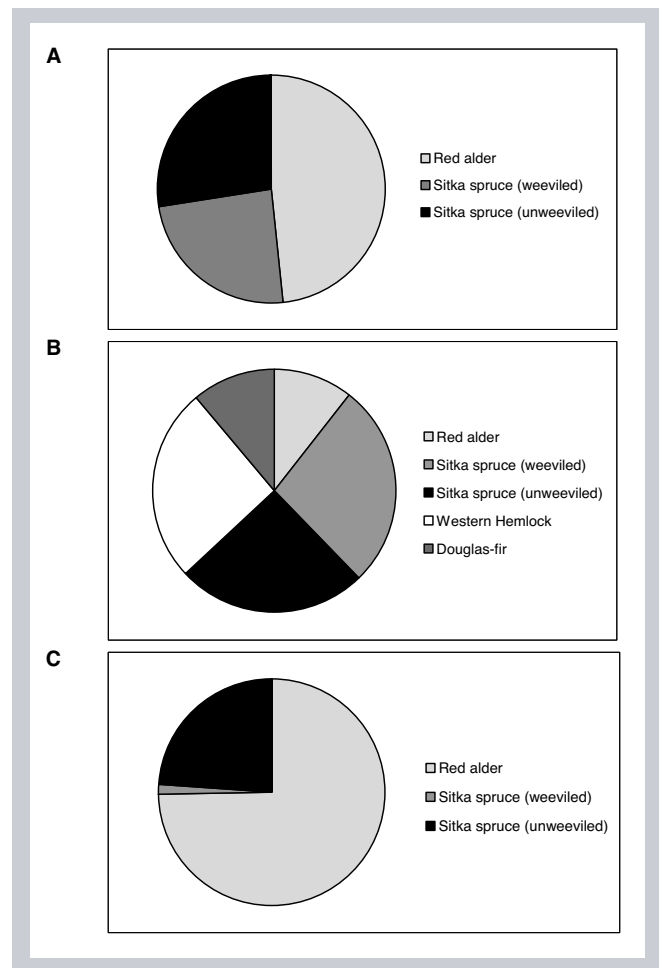 A
Red alder
Sitka spruce (weeviled)
Sitka spruce (unweeviled)
B
Red alder
Sitka spruce (weeviled)
Sitka spruce (unweeviled)
Western Hemlock
Douglas-fir
C
Red alder
Sitka spruce (weeviled)
Sitka spruce (unweeviled)